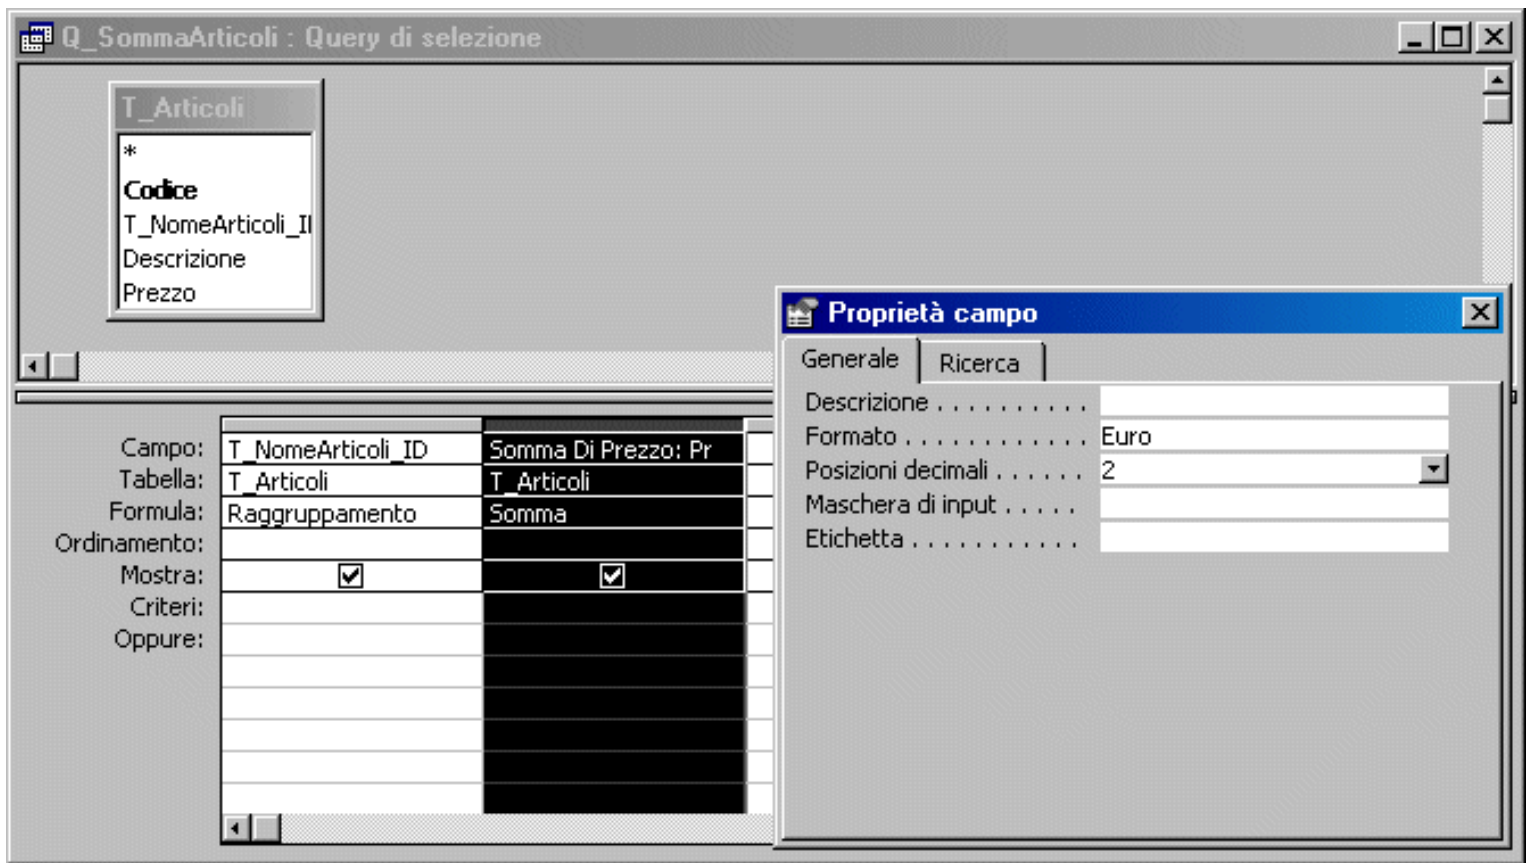 Q_SommaArticoli : Query di selezione
T_Articoli
*
Codice
T_NomeArticoli_I
Descrizione
Prezzo
Proprietà campo
Generale Ricerca
Descrizione . . . . . . . . . .
Formato . . . . . . . . . . . . Euro
Posizioni decimali . . . . . . 2
Maschera di input . . . . .
Etichetta . . . . . . . . . . .
Campo: T_NomeArticoli_ID Somma Di Prezzo: Pr
Tabella: T_Articoli T_Articoli
Formula: Raggruppamento Somma
Ordinamento:
Mostra:
Criteri:
Oppure: